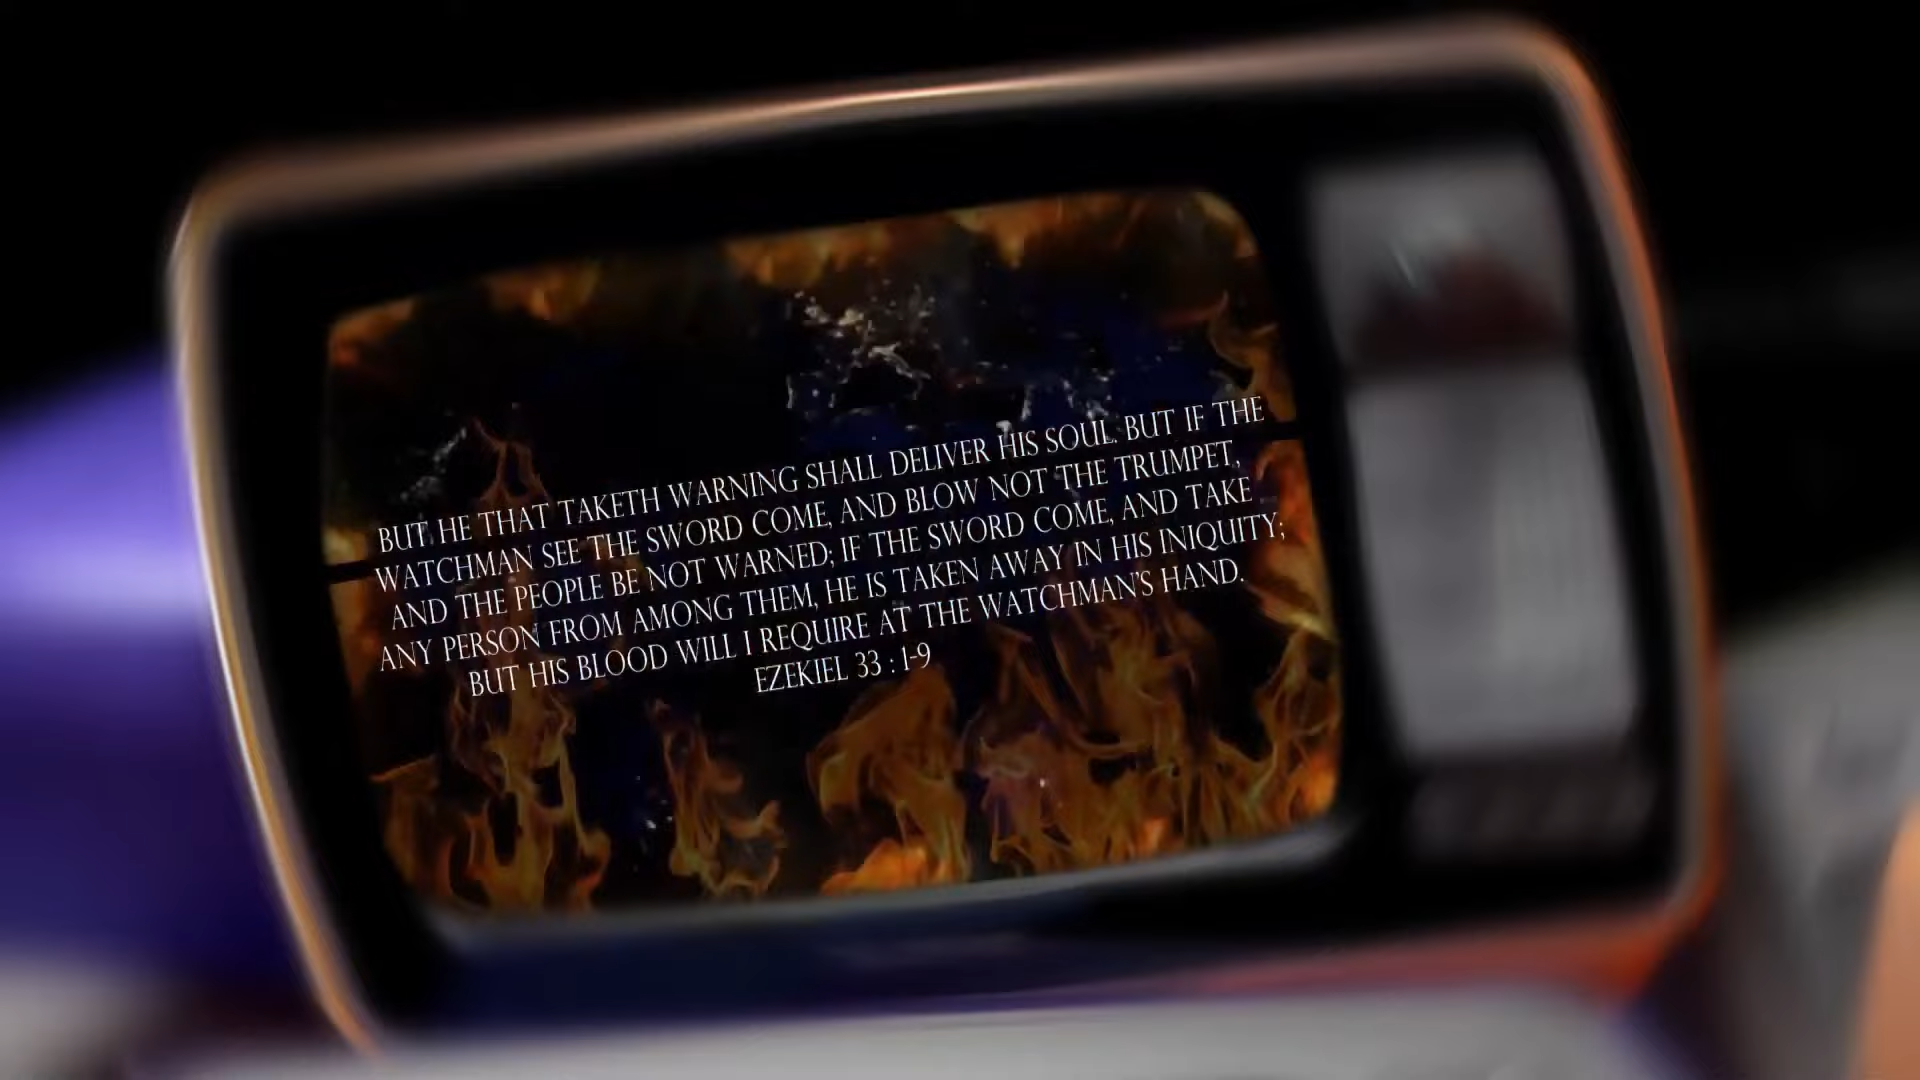 BUT HE THAT TAKETH WARNING SHALL DELIVER HIS SOUL. BUT IF THE
WATCHMAN SEE THE SWORD COME, AND BLOW NOT THE TRUMPET,
AND THE PEOPLE BE NOT WARNED; IF THE SWORD COME, AND TAKE
ANY PERSON FROM AMONG THEM, HE IS TAKEN AWAY IN HIS INIQUITY;
BUT HIS BLOOD WILL I REQUIRE AT THE WATCHMAN'S HAND.
EZEKIEL 33 : 1-9